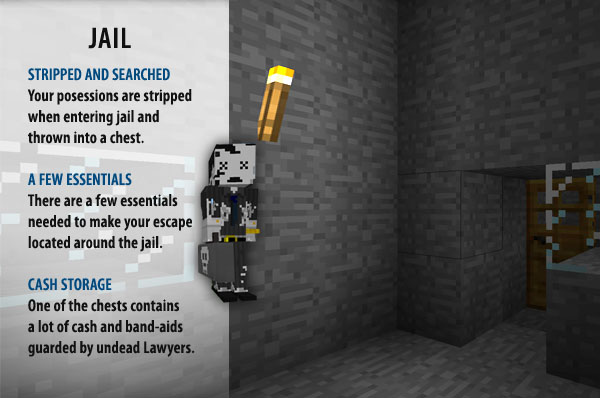 JAIL
STRIPPED AND SEARCHED
Your posessions are stripped
when entering jail and
thrown into a chest.
A FEW ESSENTIALS
There are a few essentials
needed to make your escape
located around the jail.
CASH STORAGE
One of the chests contains
a lot of cash and band-aids
guarded by undead Lawyers.